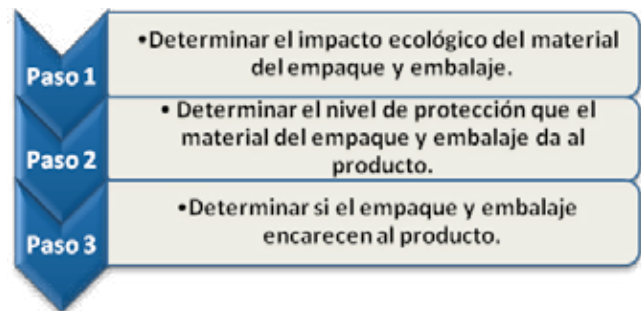 Paso 1
•Determinar el impacto ecológico del material
del empaque y embalaje.
Paso 2
• Determinar el nivel de protección que el
material del empaque y embalaje da al
producto.
Paso 3
•Determinar si el empaque y embalaje
encarecen al producto.